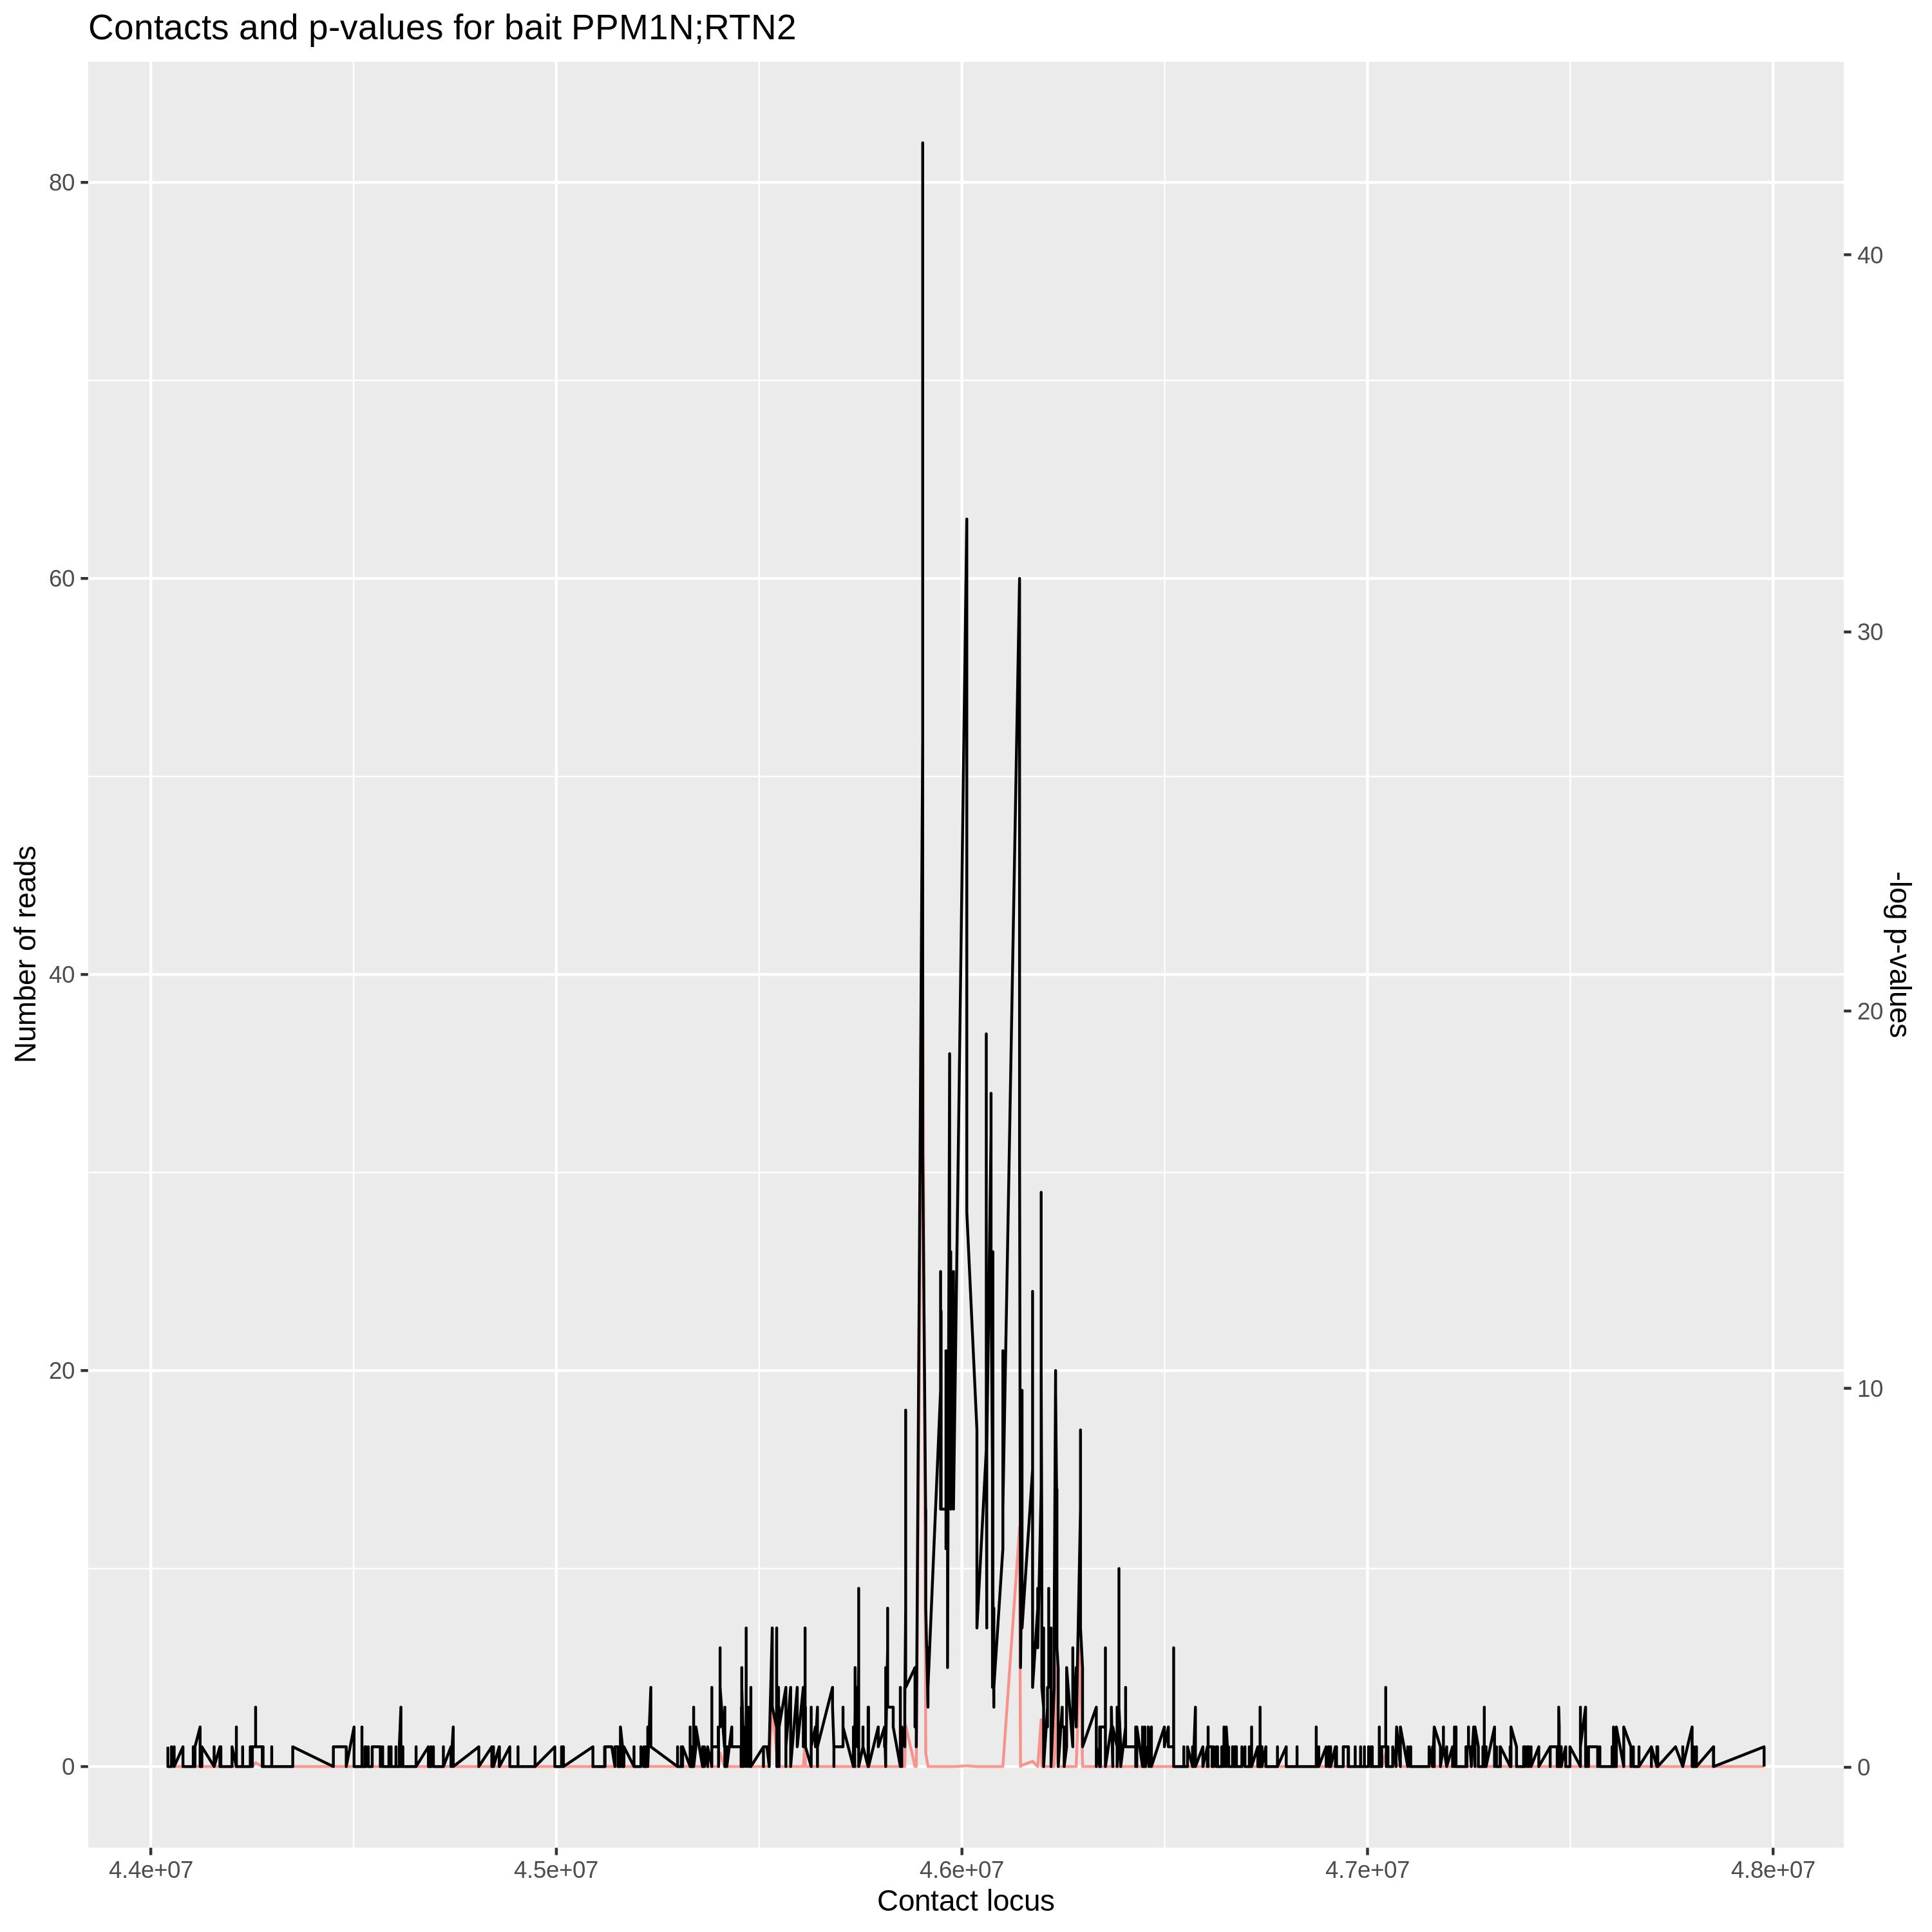 Contacts and p-values for bait PPM1N;RTN2
80
60
40
20
0
Number of reads
40
30
20
10
0
-log p-values
4.4e+07 4.5e+07 4.6e+07 4.7e+07 4.8e+07
Contact locus